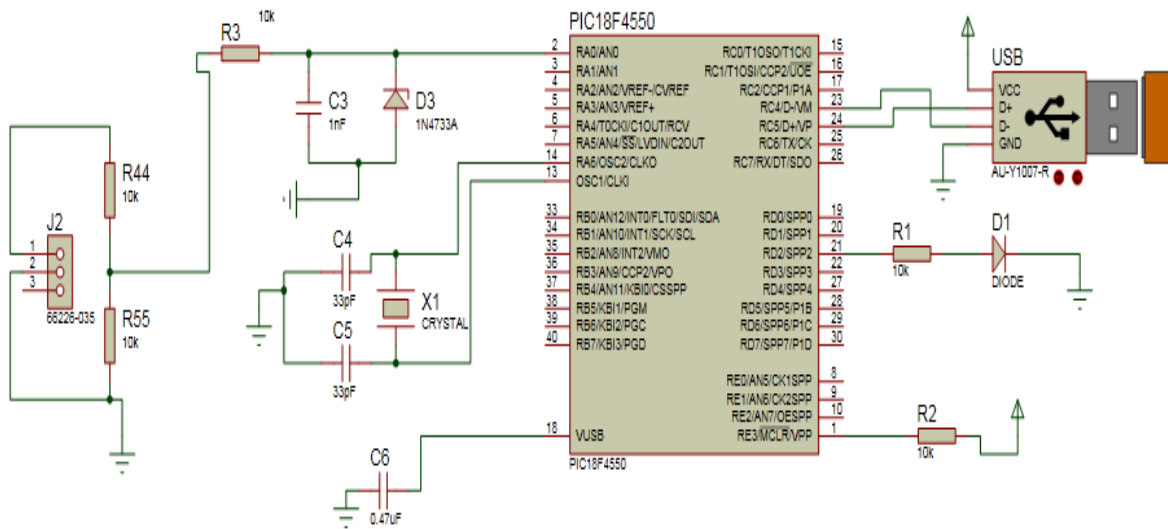 10k
R3
C3
1nF
D3
1N4733A
R44
10k
J2
1
2
3
66226-035
R55
10k
C4
33pF
X1
CRYSTAL
C5
33pF
C6
0.47uF
PIC18F4550
2 RA0/AN0
3 RA1/AN1
4 RA2/AN2/VREF-/CVREF
5 RA3/AN3/VREF+
6 RA4/T0CKI/C1OUT/RCV
7 RA5/AN4/SS/LVDIN/C2OUT
14 RA6/OSC2/CLKO
13 OSC1/CLKI
33 RB0/AN12/INT0/FLT0/SDI/SDA
34 RB1/AN10/INT1/SCK/SCL
35 RB2/AN8/INT2/VMO
36 RB3/AN9/CCP2/VPO
37 RB4/AN11/KBI0/CSSPP
38 RB5/KBI1/PGM
39 RB6/KBI2/PGC
40 RB7/KBI3/PGD
18 VUSB
RC0/T1OSO/T1CKI 15
RC1/T1OSI/CCP2/UOE 16
RC2/CCP1/P1A 17
RC4/D-/VM 23
RC5/D+/VP 24
RC6/TX/CK 25
RC7/RX/DT/SDO 26
RD0/SPP0 19
RD1/SPP1 20
RD2/SPP2 21
RD3/SPP3 22
RD4/SPP4 27
RD5/SPP5/P1B 28
RD6/SPP6/P1C 29
RD7/SPP7/P1D 30
RE0/AN5/CK1SPP 8
RE1/AN6/CK2SPP 9
RE2/AN7/OESPP 10
RE3/MCLR/VPP 1
PIC18F4550
USB
VCC
D+
D-
GND
AU-Y1007-R
R1
10k
D1
DIODE
R2
10k